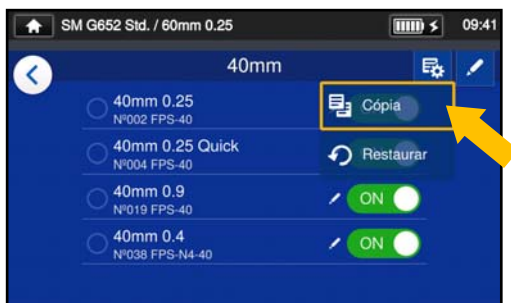 SM G652 Std. / 60mm 0.25
09:41
40mm
40mm 0.25
Nº002 FPS-40
Cópia
40mm 0.25 Quick
Nº004 FPS-40
Restaurar
40mm 0.9
Nº019 FPS-40
ON
40mm 0.4
Nº038 FPS-N4-40
ON